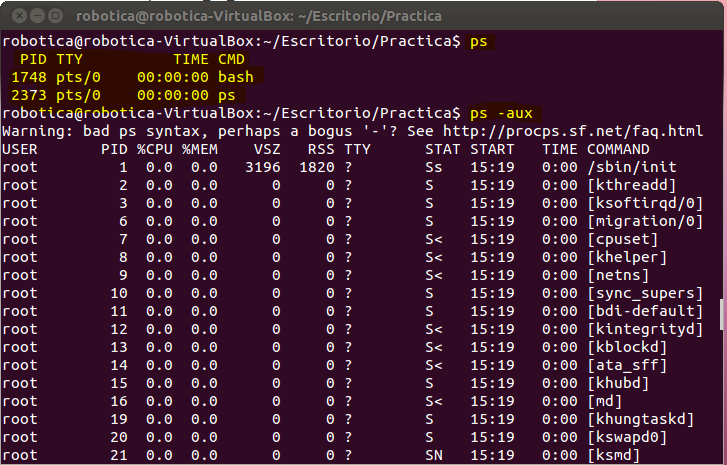 robotica@robotica-VirtualBox: ~/Escritorio/Practica
robotica@robotica-VirtualBox:~/Escritorio/Practica$ ps
PID TTY TIME CMD
1748 pts/0 00:00:00 bash
2373 pts/0 00:00:00 ps
robotica@robotica-VirtualBox:~/Escritorio/Practica$ ps -aux
Warning: bad ps syntax, perhaps a bogus '-'? See http://procps.sf.net/faq.html
USER PID %CPU %MEM VSZ RSS TTY STAT START TIME COMMAND
root 1 0.0 0.0 3196 1820 ? Ss 15:19 0:00 /sbin/init
root 2 0.0 0.0 0 0 ? S 15:19 0:00 [kthreadd]
root 3 0.0 0.0 0 0 ? S 15:19 0:00 [ksoftirqd/0]
root 6 0.0 0.0 0 0 ? S 15:19 0:00 [migration/0]
root 7 0.0 0.0 0 0 ? S< 15:19 0:00 [cpuset]
root 8 0.0 0.0 0 0 ? S< 15:19 0:00 [khelper]
root 9 0.0 0.0 0 0 ? S< 15:19 0:00 [netns]
root 10 0.0 0.0 0 0 ? S 15:19 0:00 [sync_supers]
root 11 0.0 0.0 0 0 ? S 15:19 0:00 [bdi-default]
root 12 0.0 0.0 0 0 ? S< 15:19 0:00 [kintegrityd]
root 13 0.0 0.0 0 0 ? S< 15:19 0:00 [kblockd]
root 14 0.0 0.0 0 0 ? S< 15:19 0:00 [ata_sff]
root 15 0.0 0.0 0 0 ? S 15:19 0:00 [khubd]
root 16 0.0 0.0 0 0 ? S< 15:19 0:00 [md]
root 19 0.0 0.0 0 0 ? S 15:19 0:00 [khungtaskd]
root 20 0.0 0.0 0 0 ? S 15:19 0:00 [kswapd0]
root 21 0.0 0.0 0 0 ? SN 15:19 0:00 [ksmd]